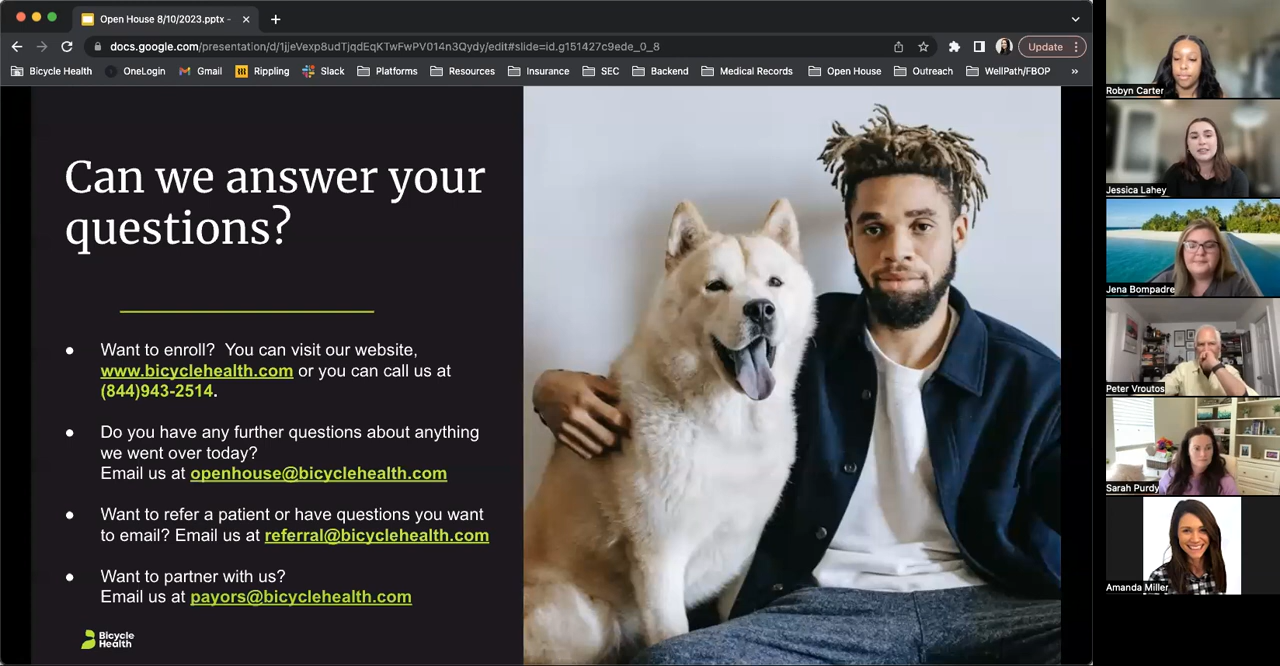 Open House 8/10/2023.pptx -
docs.google.com/presentation/d/1jjeVexp8udTjqdEqKTwFwPV014n3Qydy/edit#slide=id.g151427c9ede_0_8
Update
Bicycle Health
OneLogin
Gmail
Rippling
Slack
Platforms
Resources
Insurance
SEC
Backend
Medical Records
Open House
Outreach
WellPath/FBOP
»
Can we answer your
questions?
● Want to enroll?  You can visit our website,
www.bicyclehealth.com or you can call us at
(844)943-2514.
● Do you have any further questions about anything
we went over today?
Email us at openhouse@bicyclehealth.com
● Want to refer a patient or have questions you want
to email? Email us at referral@bicyclehealth.com
● Want to partner with us?
Email us at payors@bicyclehealth.com
Bicycle
Health
Robyn Carter
Jessica Lahey
Jena Bompadre
Peter Vroutos
Sarah Purdy
Amanda Miller